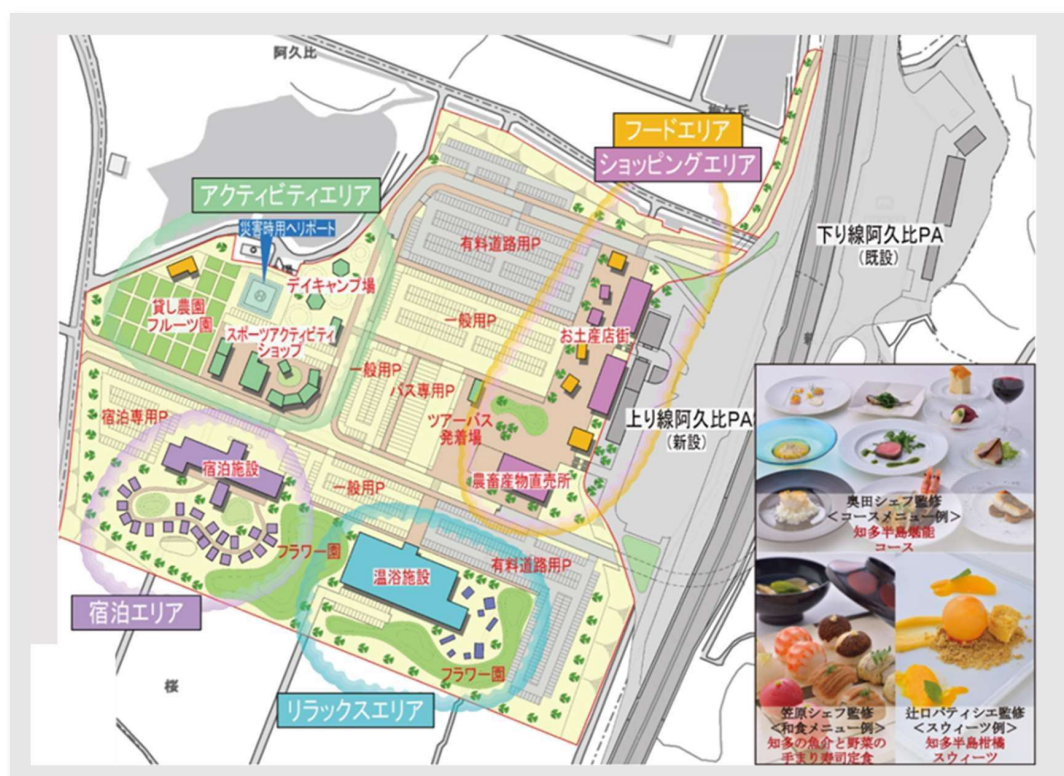 阿久比
フードエリア
ショッピングエリア
アクティビティエリア
災害時用ヘリポート
有料道路用P
下り線阿久比PA
(既設)
デイキャンプ場
貸し農園
フルーツ園
スポーツアクティビティ
ショップ
一般用P
お土産店街
一般用P
バス専用P
宿泊専用P
ツアーバス
発着場
上り線阿久比PA
(新設)
宿泊施設
一般用P
農畜産物直売所
フラワー園
有料道路用P
温浴施設
宿泊エリア
フラワー園
桜
リラックスエリア
奥田シェフ監修
<コースメニュー例>
知多半島堪能
コース
笠原シェフ監修
<和食メニュー例>
知多の魚介と野菜の
手まり寿司定食
辻口パティシエ監修
<スウィーツ例>
知多半島柑橘
スウィーツ